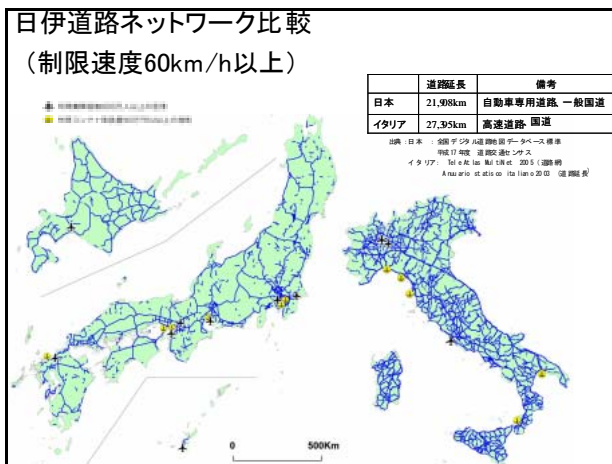 日伊道路ネットワーク比較
(制限速度60km/h以上)
道路延長 備考
日本 21,908km 自動車専用道路、一般国道
イタリア 27,395km 高速道路、国道
出典:日本 :全国デジタル道路地図データベース標準
平成17年度 道路交通センサス
イタリア: TeleAtlas MultiNet 2005(道路網)
Anuario statistico italiano2003 (道路延長)
0 500Km